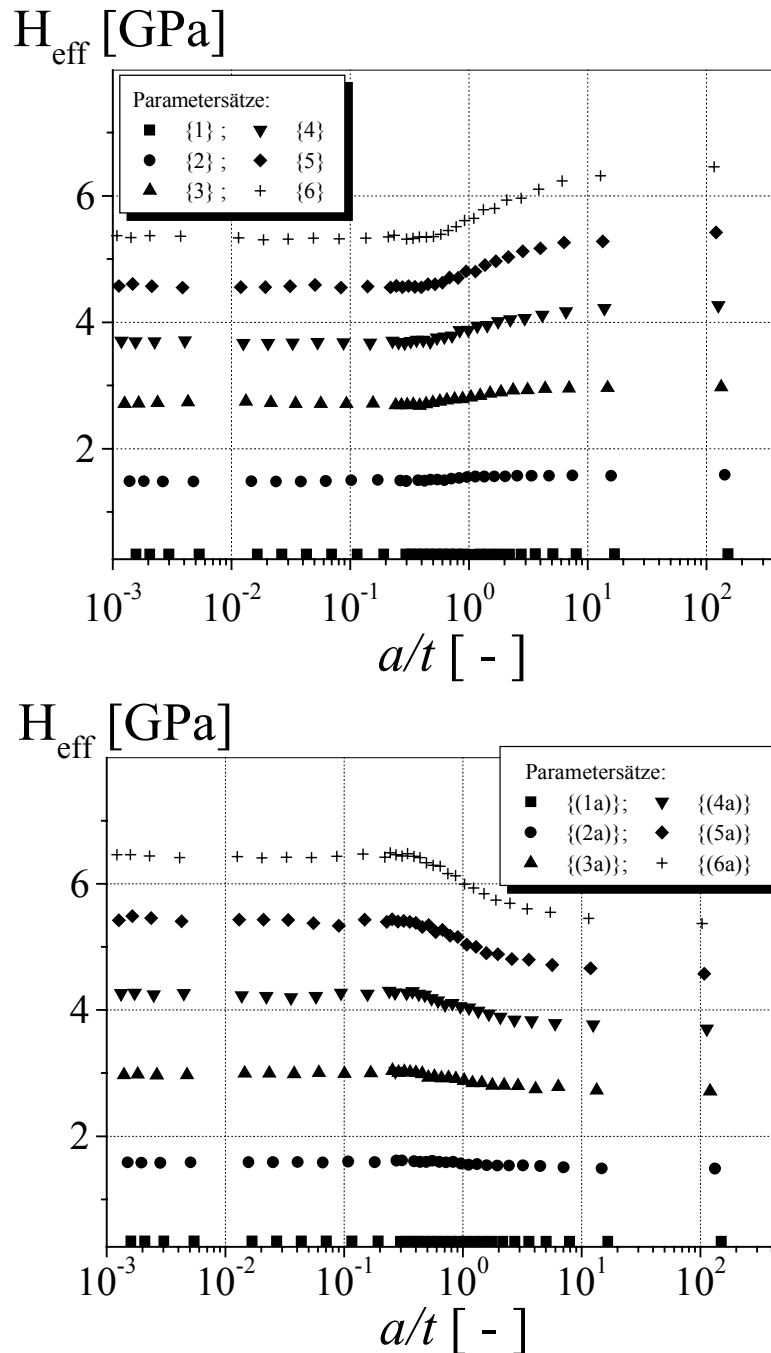 H_eff [GPa]
Parametersätze:
{1} ; {4}
{2} ; {5}
{3} ; {6}
6
4
2
10^-3 10^-2 10^-1 10^0 10^1 10^2
a/t [ - ]
H_eff [GPa]
Parametersätze:
{(1a)}; {(4a)}
{(2a)}; {(5a)}
{(3a)}; {(6a)}
6
4
2
10^-3 10^-2 10^-1 10^0 10^1 10^2
a/t [ - ]